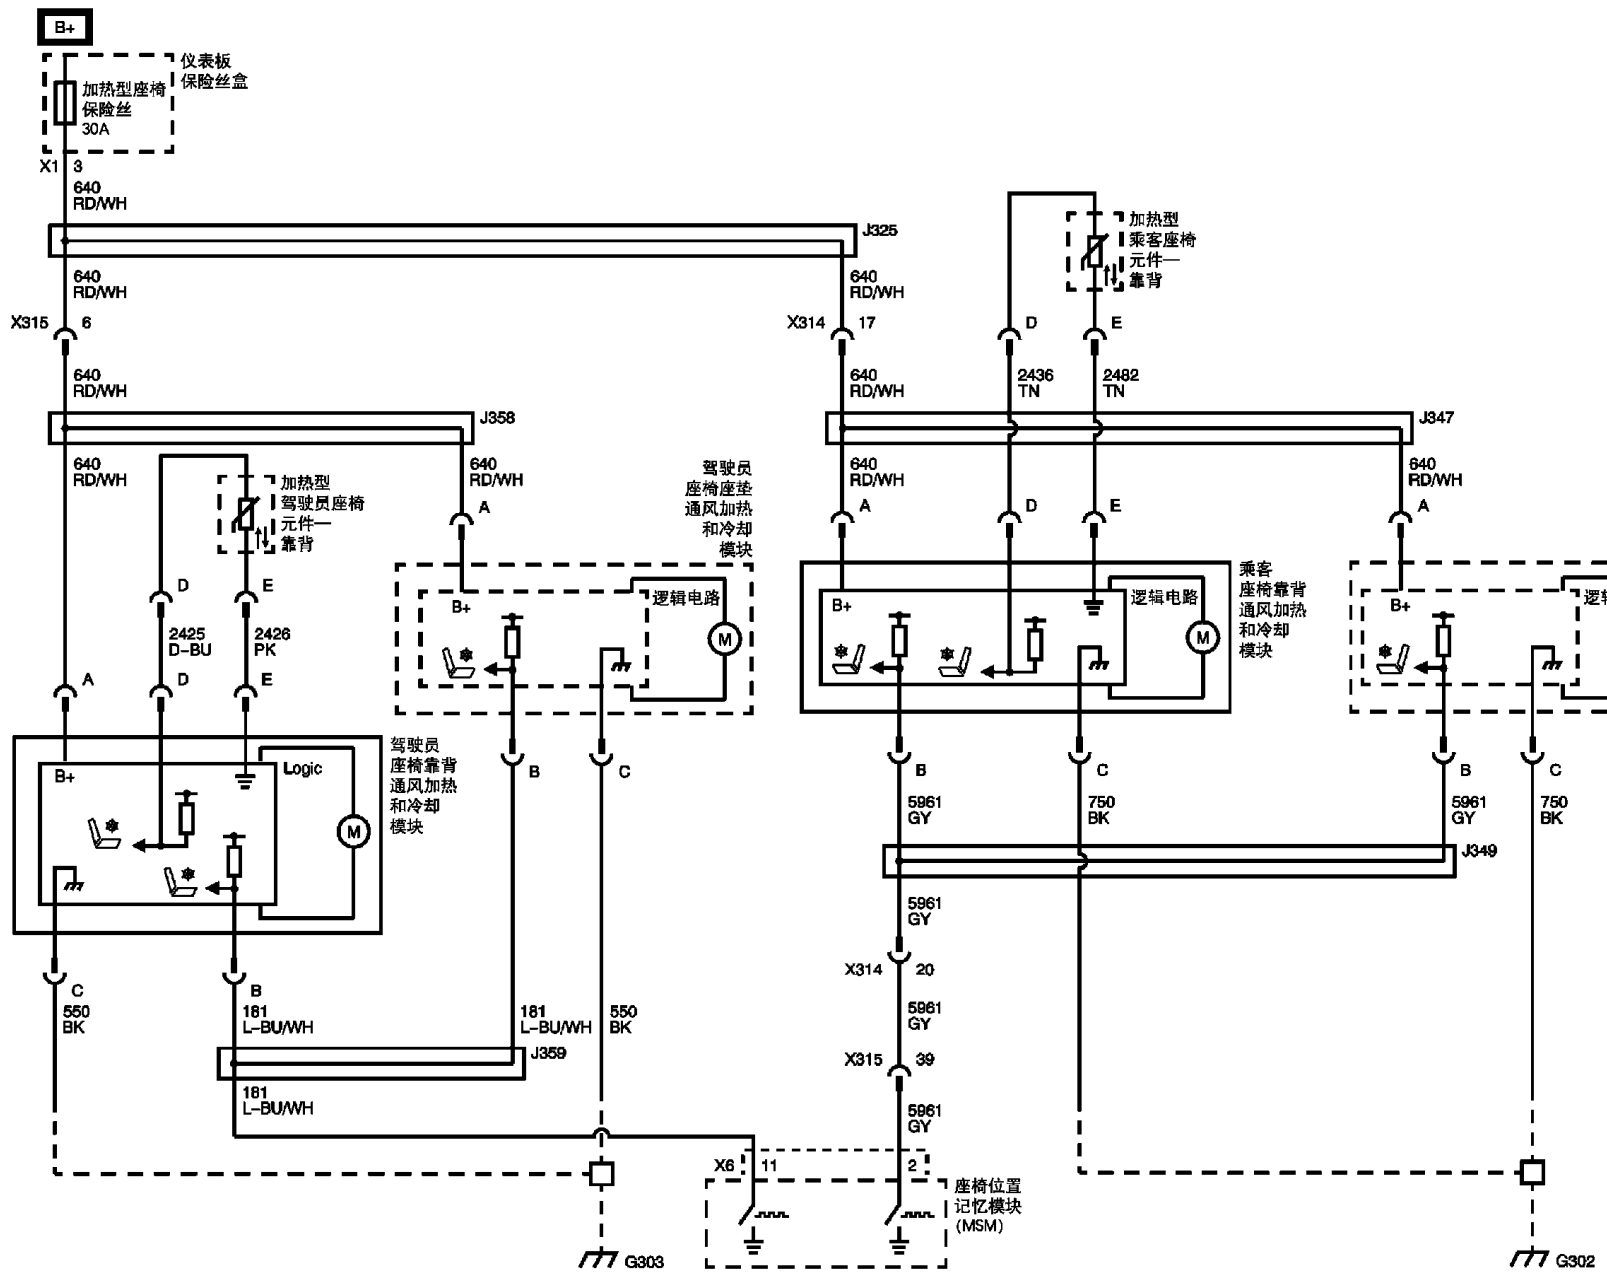 B+
仪表板
保险丝盒
加热型座椅
保险丝
30A
X1 3
640
RD/WH
J325
640
RD/WH
640
RD/WH
X315 6
X314 17
加热型
乘客座椅
元件—
靠背
D
E
640
RD/WH
640
RD/WH
2436
TN
2482
TN
J358
J347
640
RD/WH
640
RD/WH
640
RD/WH
640
RD/WH
加热型
驾驶员座椅
元件—
靠背
A
驾驶员
座椅座垫
通风加热
和冷却
模块
A
D
E
A
D
E
2425
D-BU
2426
PK
A
D
E
B+
逻辑电路
M
B+
逻辑电路
M
乘客
座椅靠背
通风加热
和冷却
模块
B+
逻辑
B+
Logic
M
驾驶员
座椅靠背
通风加热
和冷却
模块
B
C
B
C
B
C
5961
GY
750
BK
5961
GY
750
BK
J349
5961
GY
C
B
X314 20
550
BK
181
L-BU/WH
181
L-BU/WH
550
BK
5961
GY
J359
X315 39
181
L-BU/WH
5961
GY
X6 11
2
座椅位置
记忆模块
(MSM)
G303
G302